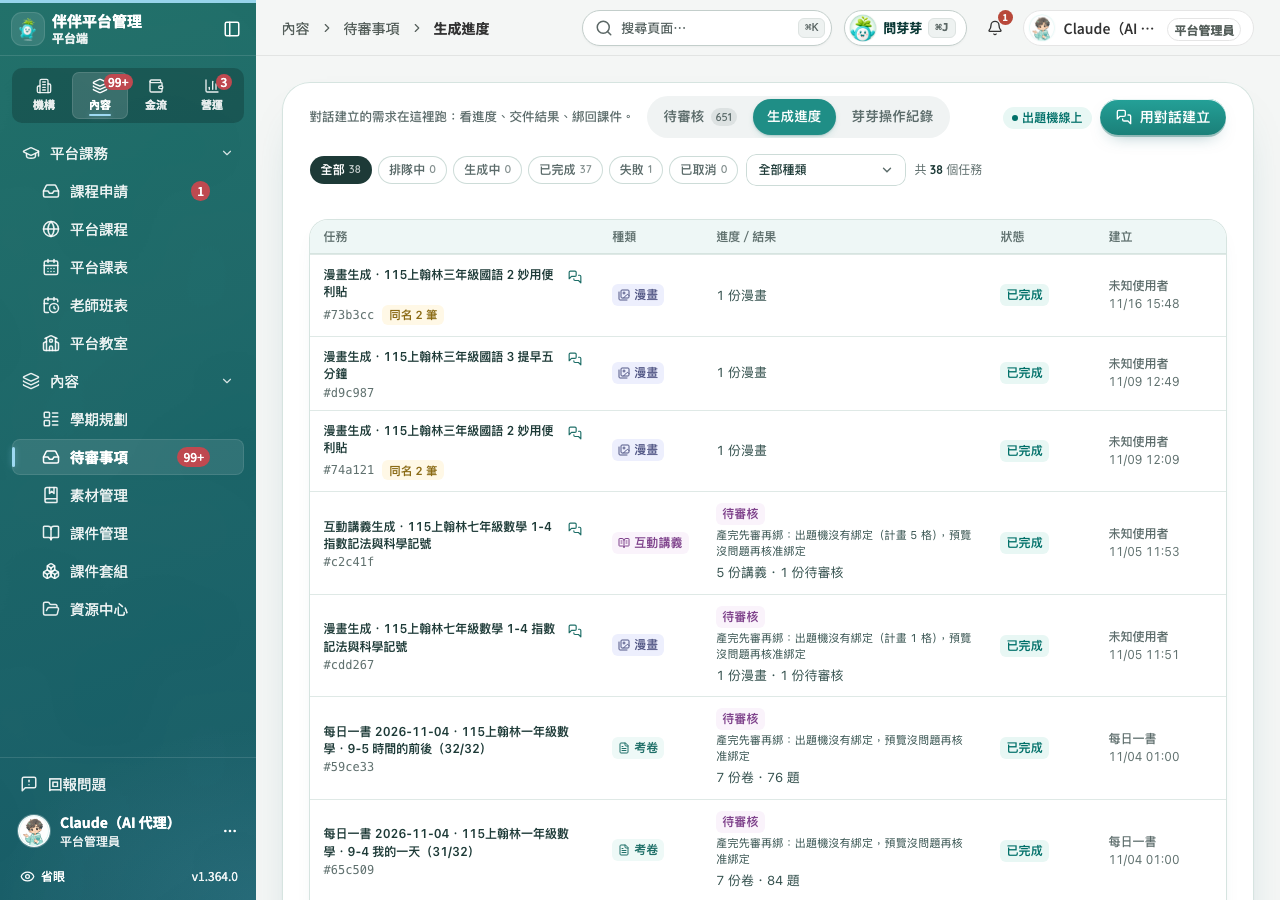 伴伴平台管理
平台端
機構
99+
內容
金流
3
營運
平台課務
課程申請
1
平台課程
平台課表
老師班表
平台教室
內容
學期規劃
待審事項
99+
素材管理
課件管理
課件套組
資源中心
回報問題
Claude（AI 代理）
平台管理員
省眼
v1.364.0
內容
待審事項
生成進度
搜尋頁面…
⌘K
問芽芽
⌘J
1
Claude（AI …
平台管理員
對話建立的需求在這裡跑：看進度、交件結果、綁回課件。
待審核 651
生成進度
芽芽操作紀錄
出題機線上
用對話建立
全部 38
排隊中 0
生成中 0
已完成 37
失敗 1
已取消 0
全部種類
共 38 個任務
任務
種類
進度 / 結果
狀態
建立
漫畫生成 · 115上翰林三年級國語 2 妙用便
利貼
#73b3cc
同名 2 筆
漫畫
1 份漫畫
已完成
未知使用者
11/16 15:48
漫畫生成 · 115上翰林三年級國語 3 提早五
分鐘
#d9c987
漫畫
1 份漫畫
已完成
未知使用者
11/09 12:49
漫畫生成 · 115上翰林三年級國語 2 妙用便
利貼
#74a121
同名 2 筆
漫畫
1 份漫畫
已完成
未知使用者
11/09 12:09
互動講義生成 · 115上翰林七年級數學 1-4
指數記法與科學記號
#c2c41f
互動講義
待審核
產完先審再綁：出題機沒有綁定（計畫 5 格），預覽
沒問題再核准綁定
5 份講義 · 1 份待審核
已完成
未知使用者
11/05 11:53
漫畫生成 · 115上翰林七年級數學 1-4 指數
記法與科學記號
#cdd267
漫畫
待審核
產完先審再綁：出題機沒有綁定（計畫 1 格），預覽
沒問題再核准綁定
1 份漫畫 · 1 份待審核
已完成
未知使用者
11/05 11:51
每日一書 2026-11-04 · 115上翰林一年級數
學 · 9-5 時間的前後（32/32）
#59ce33
考卷
待審核
產完先審再綁：出題機沒有綁定，預覽沒問題再核
准綁定
7 份卷 · 76 題
已完成
每日一書
11/04 01:00
每日一書 2026-11-04 · 115上翰林一年級數
學 · 9-4 我的一天（31/32）
#65c509
考卷
待審核
產完先審再綁：出題機沒有綁定，預覽沒問題再核
准綁定
7 份卷 · 84 題
已完成
每日一書
11/04 01:00